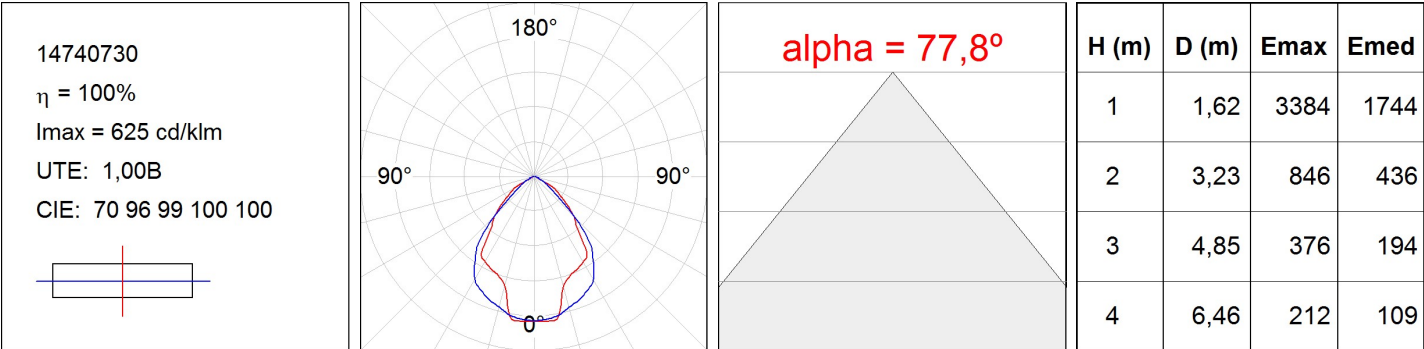 14740730
η = 100%
Imax = 625 cd/klm
UTE: 1,00B
CIE: 70 96 99 100 100
180°
90° 90°
0°
alpha = 77,8º
H (m) D (m) Emax Emed
1 1,62 3384 1744
2 3,23 846 436
3 4,85 376 194
4 6,46 212 109